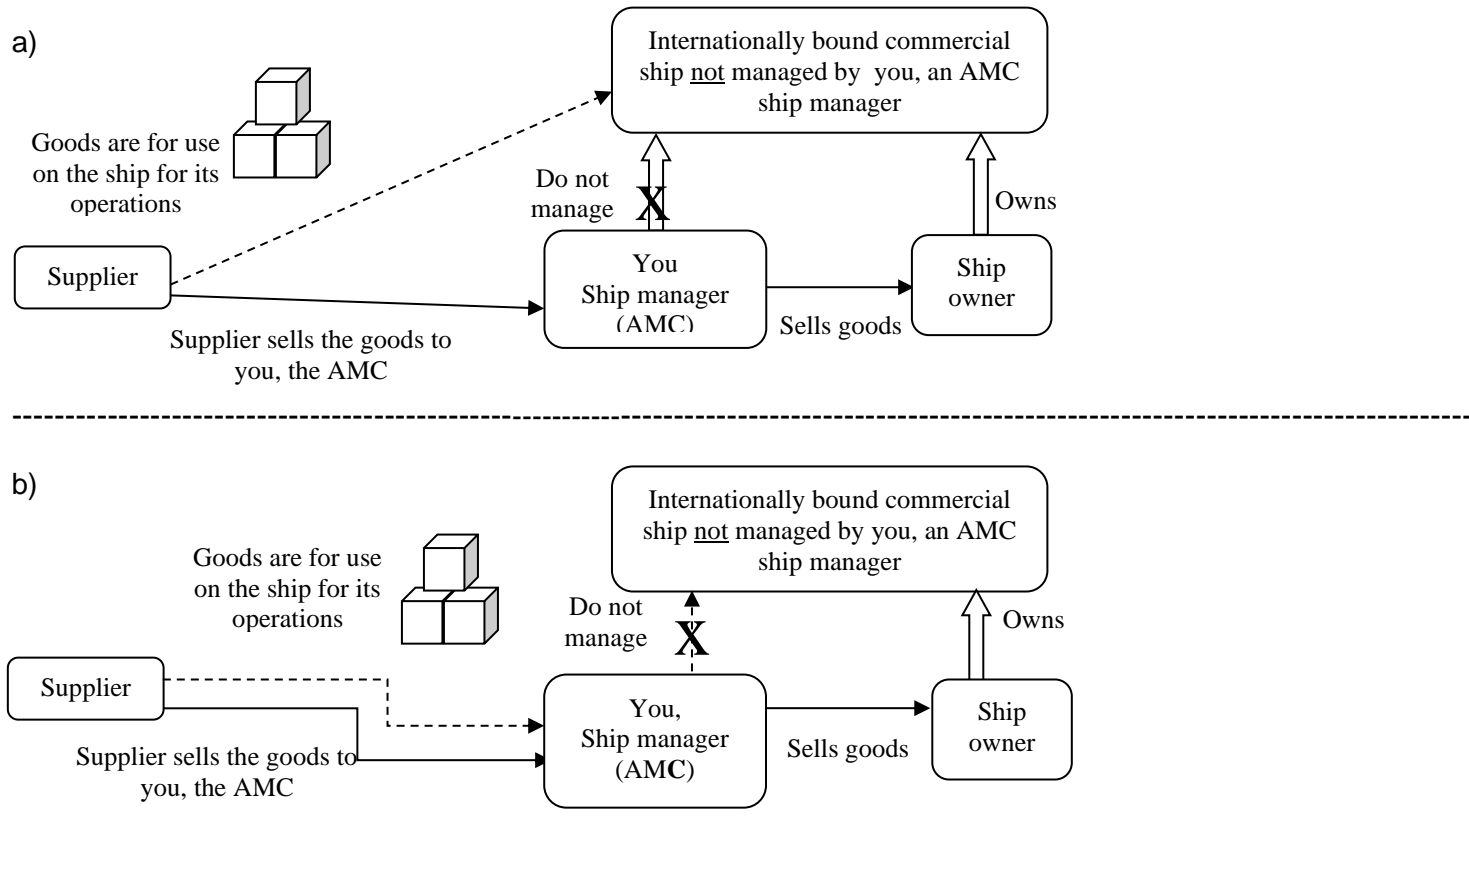 a)
Internationally bound commercial
ship not managed by you, an AMC
ship manager
Goods are for use
on the ship for its
operations
Do not
manage
X
Owns
Supplier
You
Ship manager
(AMC)
Ship
owner
Sells goods
Supplier sells the goods to
you, the AMC
b)
Internationally bound commercial
ship not managed by you, an AMC
ship manager
Goods are for use
on the ship for its
operations
Do not
manage
X
Owns
Supplier
You,
Ship manager
(AMC)
Ship
owner
Sells goods
Supplier sells the goods to
you, the AMC